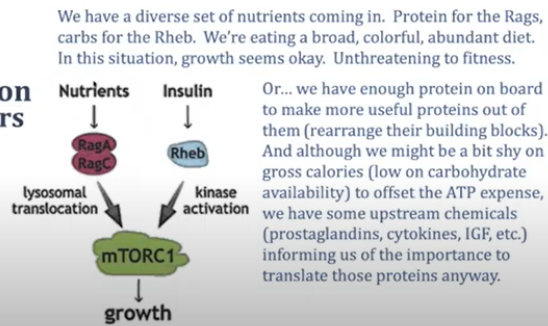 We have a diverse set of nutrients coming in. Protein for the Rags,
carbs for the Rheb. We're eating a broad, colorful, abundant diet.
In this situation, growth seems okay. Unthreatening to fitness.
on
rs
Nutrients Insulin
RagA
RagC
Rheb
lysosomal
translocation
kinase
activation
mTORC1
growth
Or... we have enough protein on board
to make more useful proteins out of
them (rearrange their building blocks).
And although we might be a bit shy on
gross calories (low on carbohydrate
availability) to offset the ATP expense,
we have some upstream chemicals
(prostaglandins, cytokines, IGF, etc.)
informing us of the importance to
translate those proteins anyway.